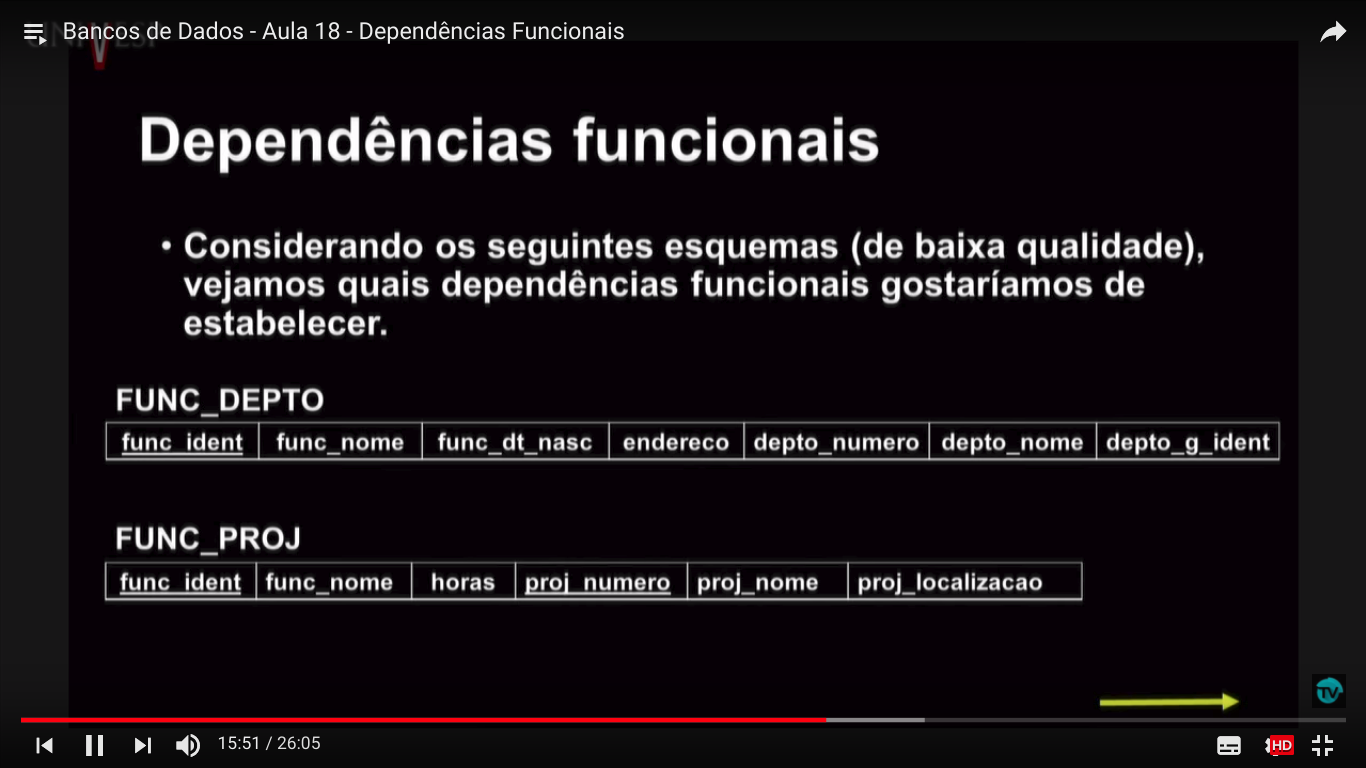 Bancos de Dados - Aula 18 - Dependências Funcionais
Dependências funcionais
• Considerando os seguintes esquemas (de baixa qualidade),
vejamos quais dependências funcionais gostaríamos de
estabelecer.
FUNC_DEPTO
func_ident func_nome func_dt_nasc endereco depto_numero depto_nome depto_g_ident
FUNC_PROJ
func_ident func_nome horas proj_numero proj_nome proj_localizacao
TV
15:51 / 26:05
HD